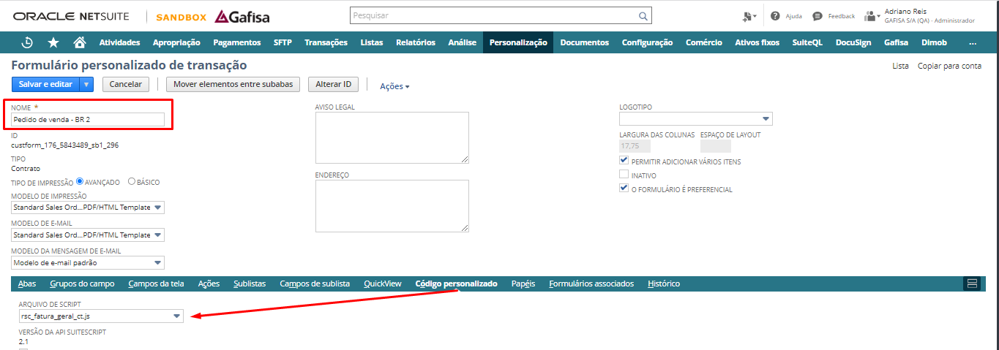 ORACLE NETSUITE SANDBOX Gafisa Pesquisar Ajuda Feedback Adriano Reis
GAFISA S/A (QA) - Administrador
Atividades Apropriação Pagamentos SFTP Transações Listas Relatórios Análise Personalização Documentos Configuração Comércio Ativos fixos SuiteQL DocuSign Gafisa Dimob ...
Formulário personalizado de transação Lista Copiar para conta
Salvar e editar Cancelar Mover elementos entre subabas Alterar ID Ações
NOME *
Pedido de venda - BR 2
ID
custform_176_5843489_sb1_296
TIPO
Contrato
TIPO DE IMPRESSÃO AVANÇADO BÁSICO
MODELO DE IMPRESSÃO
Standard Sales Ord...PDF/HTML Template
MODELO DE E-MAIL
Standard Sales Ord...PDF/HTML Template
MODELO DA MENSAGEM DE E-MAIL
Modelo de e-mail padrão
AVISO LEGAL
ENDEREÇO
LOGOTIPO
LARGURA DAS COLUNAS ESPAÇO DE LAYOUT
17,75
PERMITIR ADICIONAR VÁRIOS ITENS
INATIVO
O FORMULÁRIO É PREFERENCIAL
Abas Grupos do campo Campos da tela Ações Sublistas Campos de sublista QuickView Código personalizado Papéis Formulários associados Histórico
ARQUIVO DE SCRIPT
rsc_fatura_geral_ct.js
VERSÃO DA API SUITESCRIPT
2.1